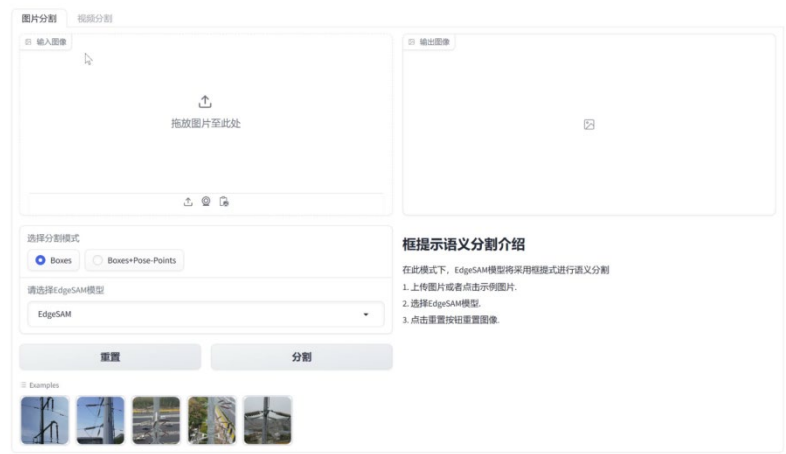 图片分割 视频分割
输入图像
拖放图片至此处
输出图像
选择分割模式
Boxes Boxes+Pose-Points
请选择EdgeSAM模型
EdgeSAM
重置 分割
Examples
框提示语义分割介绍
在此模式下，EdgeSAM模型将采用框提式进行语义分割
1. 上传图片或者点击示例图片.
2. 选择EdgeSAM模型.
3. 点击重置按钮重置图像.